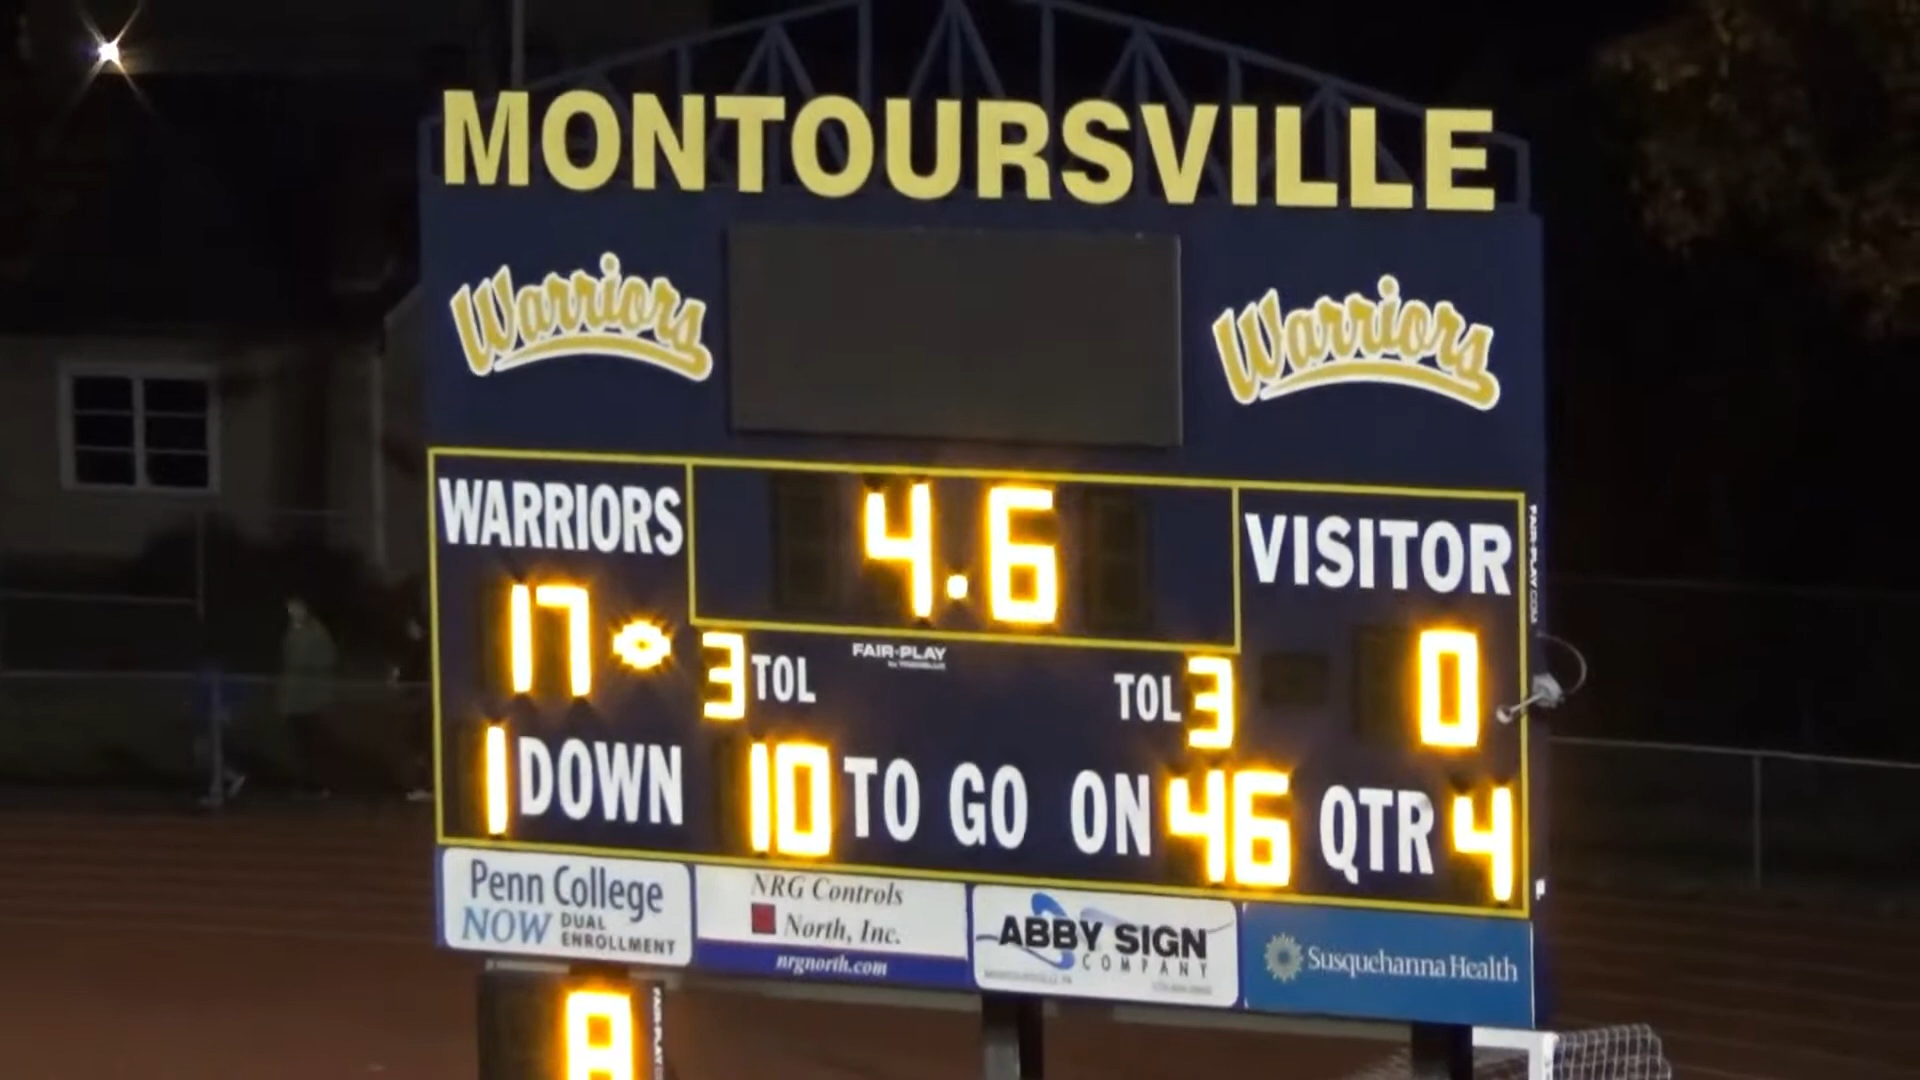 MONTOURSVILLE
Warriors
Warriors
WARRIORS
4.6
VISITOR
17
0
3 TOL
FAIR-PLAY
TOL 3
1 DOWN 10 TO GO ON 46 QTR 4
Penn College
NOW DUAL
ENROLLMENT
NRG Controls
North, Inc.
nrgnorth.com
ABBY SIGN
COMPANY
Susquehanna Health
8